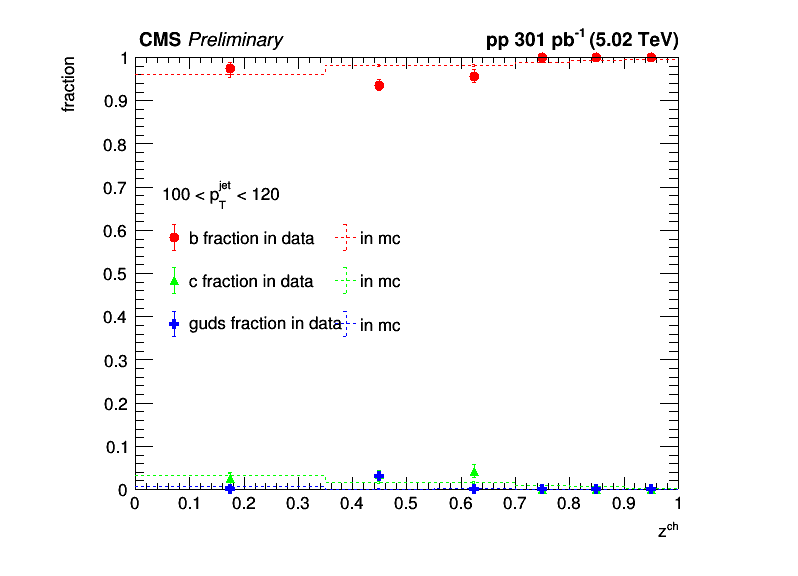 CMS Preliminary pp 301 pb⁻¹ (5.02 TeV)
fraction
1
0.9
0.8
0.7
0.6
0.5
0.4
0.3
0.2
0.1
0
100 < p_T^jet < 120
b fraction in data in mc
c fraction in data in mc
guds fraction in data in mc
0 0.1 0.2 0.3 0.4 0.5 0.6 0.7 0.8 0.9 1
z^ch